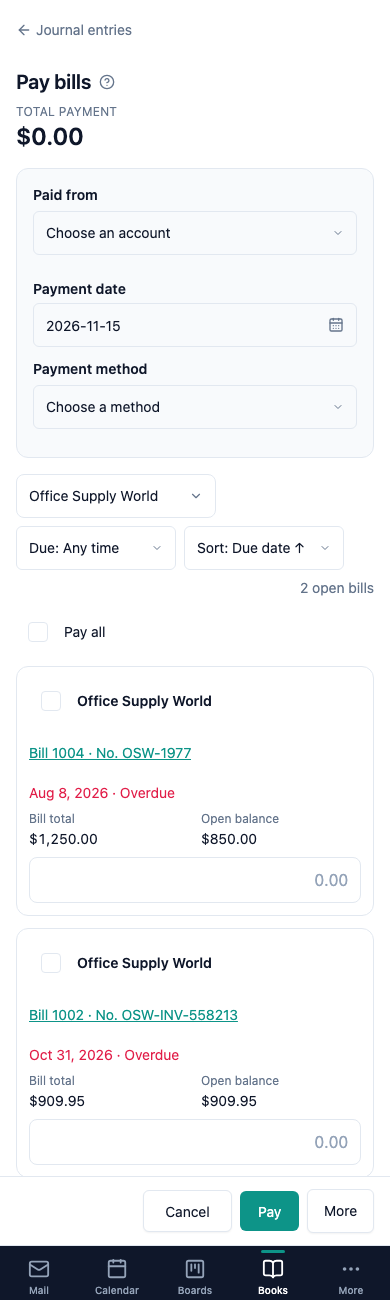 Journal entries
Pay bills
TOTAL PAYMENT
$0.00
Paid from
Choose an account
Payment date
2026-11-15
Payment method
Choose a method
Office Supply World
Due: Any time
Sort: Due date ↑
2 open bills
Pay all
Office Supply World
Bill 1004 · No. OSW-1977
Aug 8, 2026 · Overdue
Bill total Open balance
$1,250.00 $850.00
0.00
Office Supply World
Bill 1002 · No. OSW-INV-558213
Oct 31, 2026 · Overdue
Bill total Open balance
$909.95 $909.95
0.00
Cancel Pay More
Mail Calendar Boards Books More